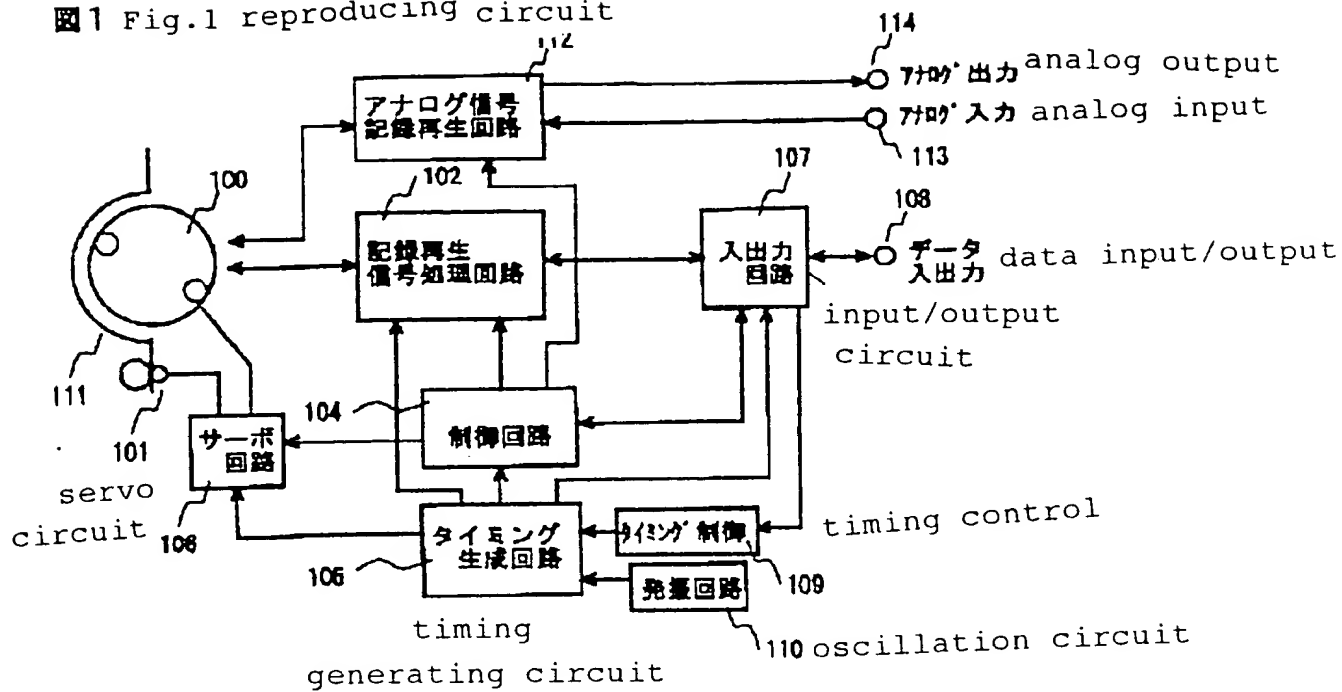 図1 Fig.1 reproducing circuit
112
114
アナログ出力 analog output
アナログ信号
記録再生回路
アナログ入力 analog input
113
100
102
107
108
記録再生
信号処理回路
入出力
回路
データ
入出力
data input/output
input/output
circuit
111
101
104
制御回路
サーボ
回路
servo
circuit
106
タイミング
生成回路
105
タイミング制御
timing control
109
発振回路
110 oscillation circuit
timing
generating circuit